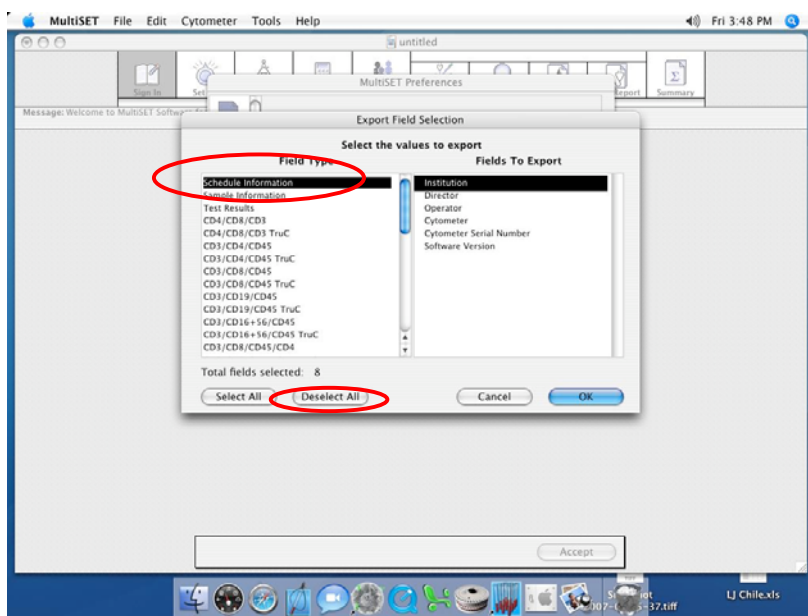 MultiSET File Edit Cytometer Tools Help Fri 3:48 PM
untitled
MultiSET Preferences
Sign In Summary
Message: Welcome to MultiSET
Export Field Selection
Select the values to export
Field Type Fields To Export
Schedule Information Institution
Sample Information Director
Test Results Operator
CD4/CD8/CD3 Cytometer
CD4/CD8/CD3 TruC Cytometer Serial Number
CD3/CD4/CD45 Software Version
CD3/CD4/CD45 TruC
CD3/CD8/CD45
CD3/CD8/CD45 TruC
CD3/CD19/CD45
CD3/CD19/CD45 TruC
CD3/CD16+56/CD45
CD3/CD16+56/CD45 TruC
CD3/CD8/CD45/CD4
Total fields selected: 8
Select All Deselect All Cancel OK
Accept
LJ Chile.xls